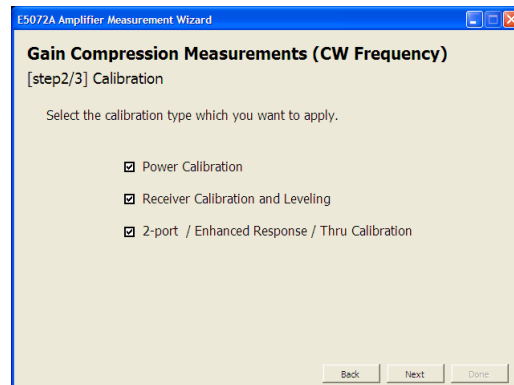 E5072A Amplifier Measurement Wizard
Gain Compression Measurements (CW Frequency)
[step2/3] Calibration
Select the calibration type which you want to apply.
Power Calibration
Receiver Calibration and Leveling
2-port / Enhanced Response / Thru Calibration
Back Next Done